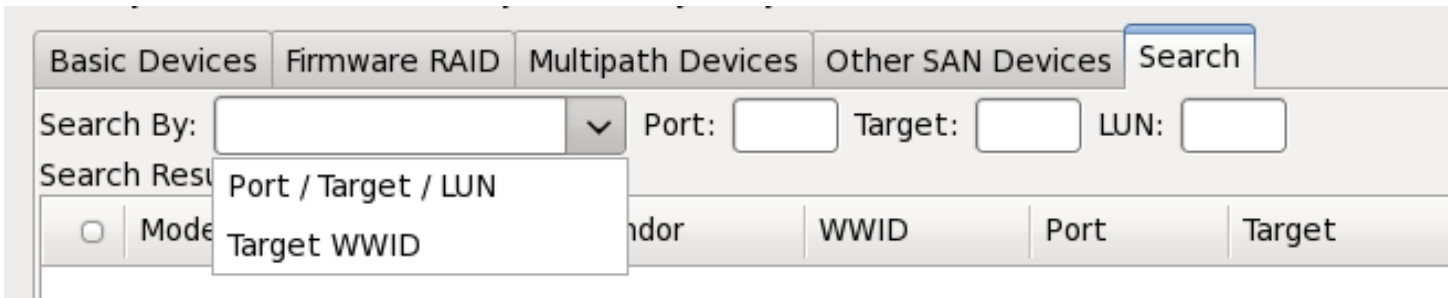 Basic Devices Firmware RAID Multipath Devices Other SAN Devices Search
Search By: Port: Target: LUN:
Search
Port / Target / LUN
WWID Port Target
Target WWID